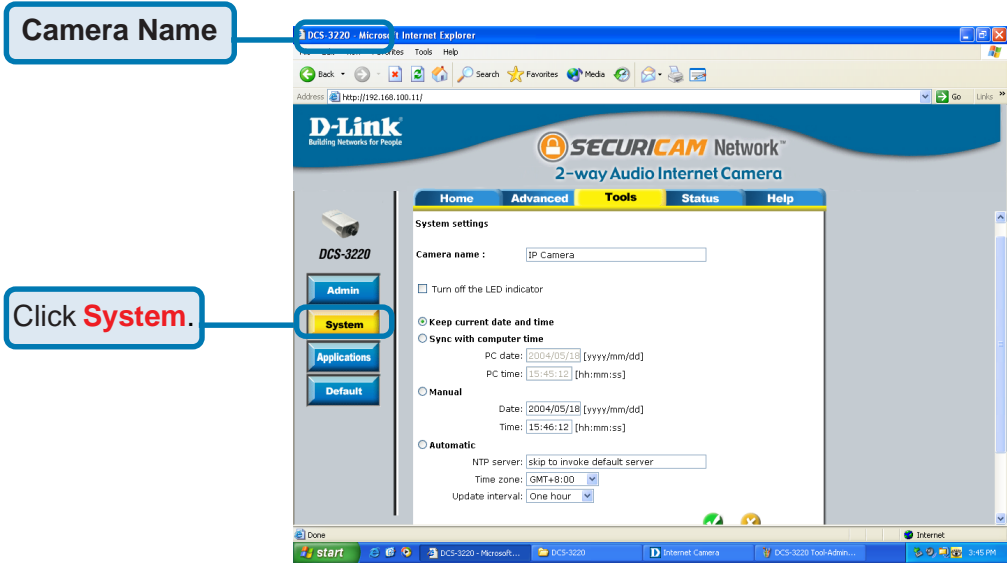 Camera Name
DCS-3220 - Microsoft Internet Explorer
Tools Help
Back Search Favorites Media
Address http://192.168.100.11/ Go Links »
D-Link
Building Networks for People
SECURICAM Network™
2-way Audio Internet Camera
Home Advanced Tools Status Help
System settings
DCS-3220
Camera name : IP Camera
Admin
Turn off the LED indicator
Click System.
System
Keep current date and time
Sync with computer time
Applications
PC date: 2004/05/18 [yyyy/mm/dd]
PC time: 15:45:12 [hh:mm:ss]
Default
Manual
Date: 2004/05/18 [yyyy/mm/dd]
Time: 15:46:12 [hh:mm:ss]
Automatic
NTP server: skip to invoke default server
Time zone: GMT+8:00
Update interval: One hour
Done Internet
start DCS-3220 - Microsoft... DCS-3220 Internet Camera DCS-3220 Tool-Admin... 3:45 PM